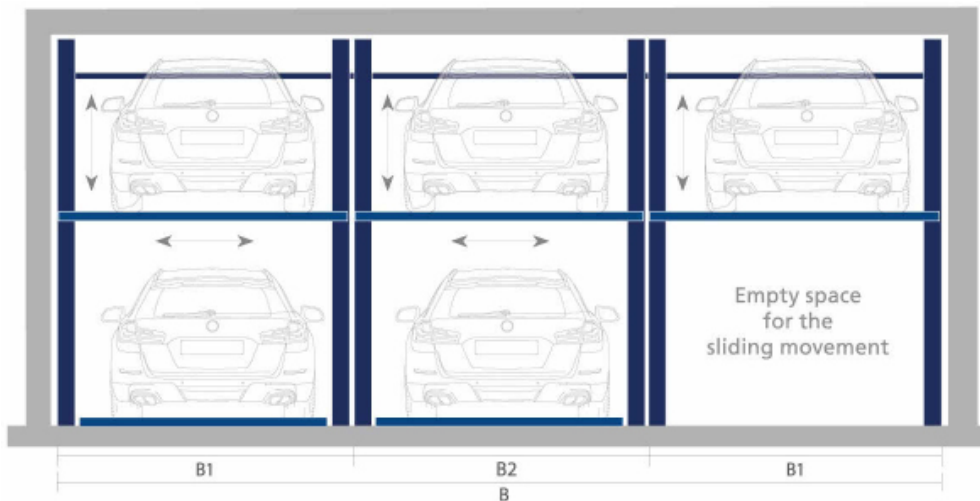 Empty space
for the
sliding movement
B1
B2
B1
B